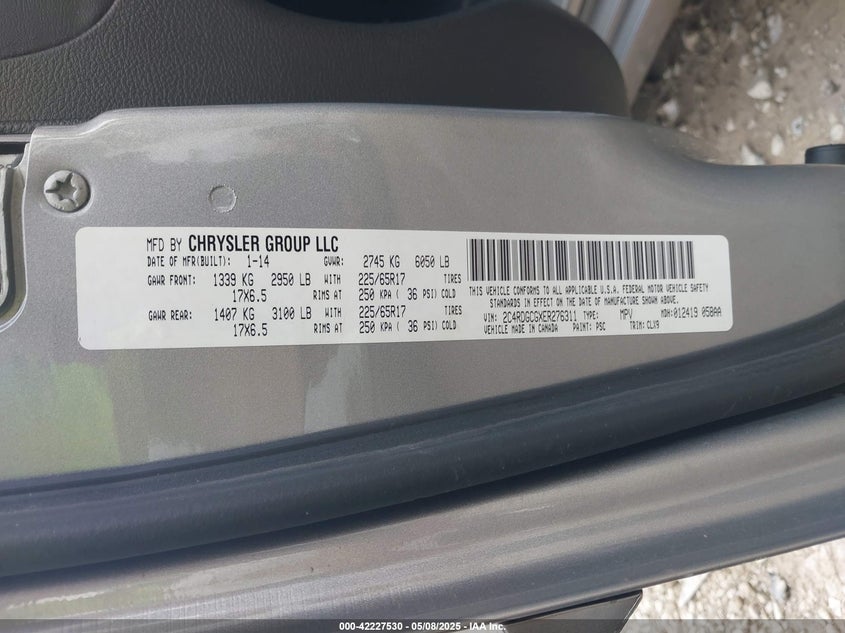 MFD BY CHRYSLER GROUP LLC
DATE OF MFR(BUILT): 1-14 GVWR: 2745 KG 6050 LB
GAWR FRONT: 1339 KG 2950 LB WITH 225/65R17 TIRES
17X6.5 RIMS AT 250 KPA ( 36 PSI) COLD
GAWR REAR: 1407 KG 3100 LB WITH 225/65R17 TIRES
17X6.5 RIMS AT 250 KPA ( 36 PSI) COLD
THIS VEHICLE CONFORMS TO ALL APPLICABLE U.S.A. FEDERAL MOTOR VEHICLE SAFETY
STANDARDS IN EFFECT ON THE DATE OF MANUFACTURE SHOWN ABOVE.
VIN: 2C4RDGCGXER276311 TYPE: MPV MDH:012419 058AA
VEHICLE MADE IN CANADA PAINT: PSC TRIM: CLX9
000-42227530 - 05/08/2025 - IAA Inc.